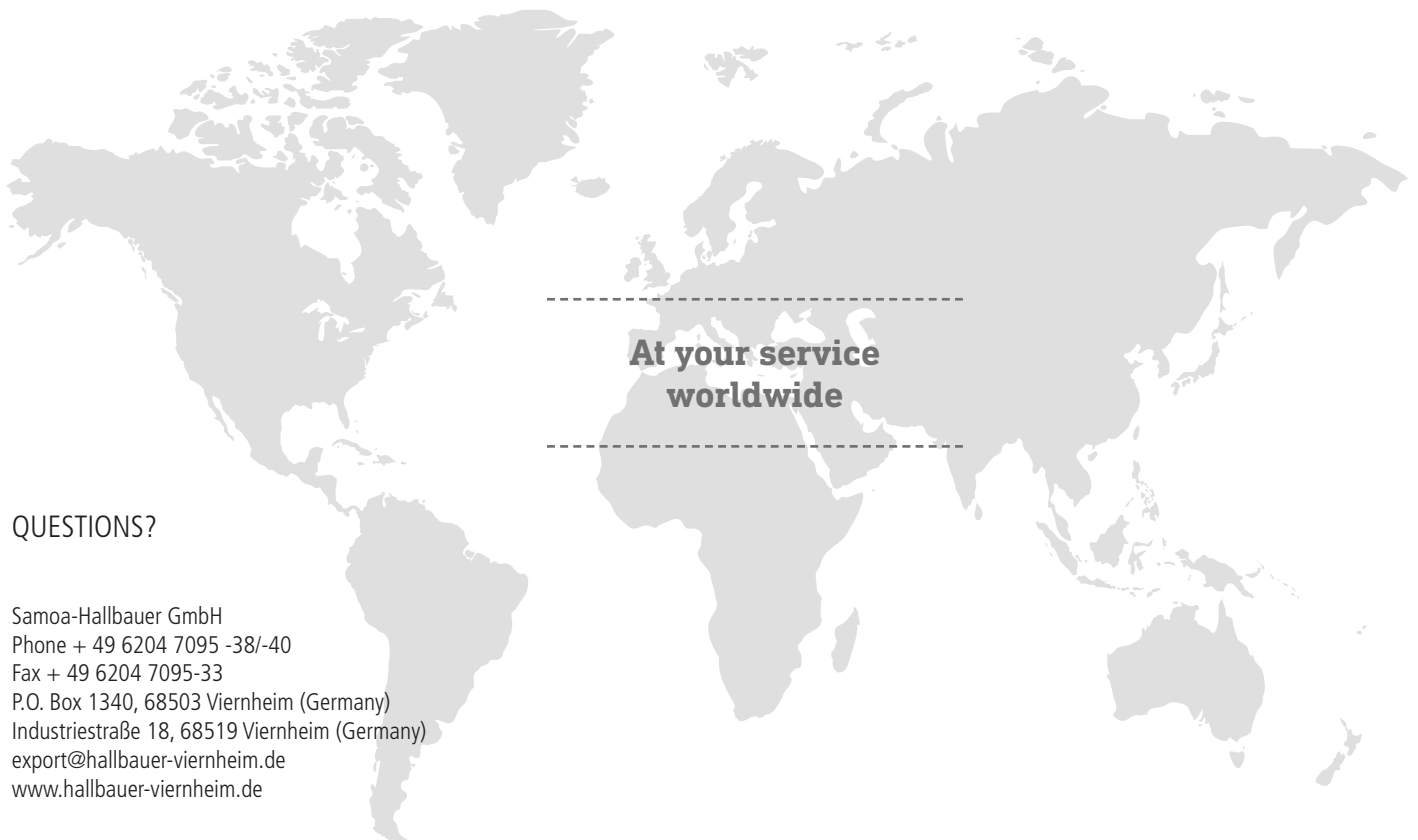 At your service
worldwide
QUESTIONS?
Samoa-Hallbauer GmbH
Phone + 49 6204 7095 -38/-40
Fax + 49 6204 7095-33
P.O. Box 1340, 68503 Viernheim (Germany)
Industriestraße 18, 68519 Viernheim (Germany)
export@hallbauer-viernheim.de
www.hallbauer-viernheim.de